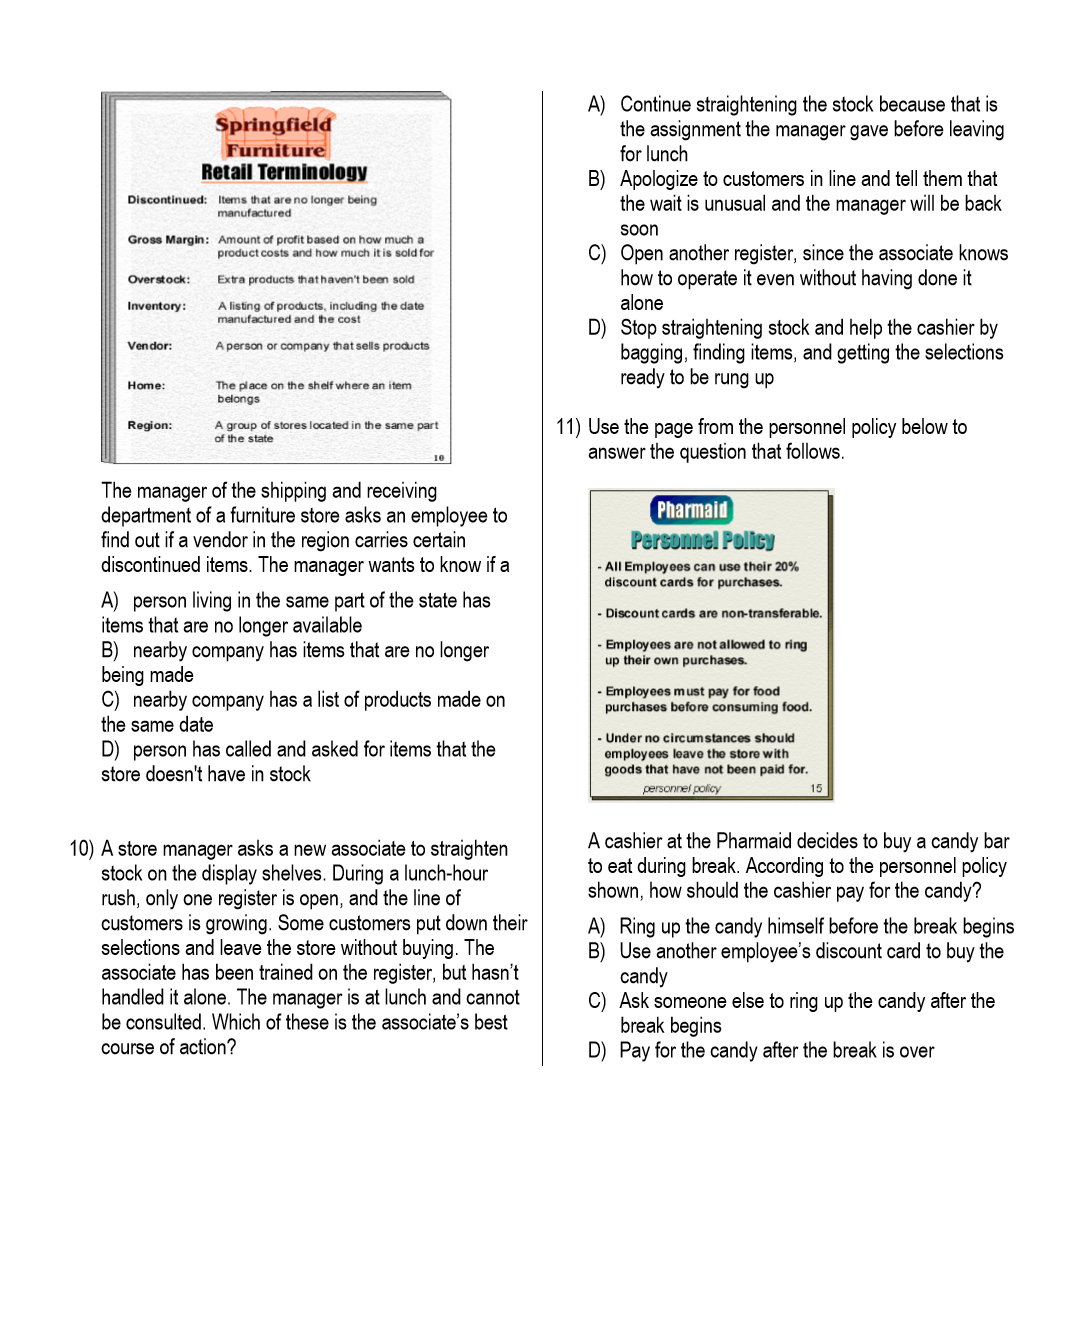 Springfield
Furniture
Retail Terminology
Discontinued: Items that are no longer being
manufactured
Gross Margin: Amount of profit based on how much a
product costs and how much it is sold for
Overstock: Extra products that haven't been sold
Inventory: A listing of products, including the date
manufactured and the cost
Vendor: A person or company that sells products
Home: The place on the shelf where an item
belongs
Region: A group of stores located in the same part
of the state
10
The manager of the shipping and receiving
department of a furniture store asks an employee to
find out if a vendor in the region carries certain
discontinued items. The manager wants to know if a
A) person living in the same part of the state has
items that are no longer available
B) nearby company has items that are no longer
being made
C) nearby company has a list of products made on
the same date
D) person has called and asked for items that the
store doesn't have in stock
10) A store manager asks a new associate to straighten
stock on the display shelves. During a lunch-hour
rush, only one register is open, and the line of
customers is growing. Some customers put down their
selections and leave the store without buying. The
associate has been trained on the register, but hasn’t
handled it alone. The manager is at lunch and cannot
be consulted. Which of these is the associate’s best
course of action?
A) Continue straightening the stock because that is
the assignment the manager gave before leaving
for lunch
B) Apologize to customers in line and tell them that
the wait is unusual and the manager will be back
soon
C) Open another register, since the associate knows
how to operate it even without having done it
alone
D) Stop straightening stock and help the cashier by
bagging, finding items, and getting the selections
ready to be rung up
11) Use the page from the personnel policy below to
answer the question that follows.
Pharmaid
Personnel Policy
- All Employees can use their 20%
discount cards for purchases.
- Discount cards are non-transferable.
- Employees are not allowed to ring
up their own purchases.
- Employees must pay for food
purchases before consuming food.
- Under no circumstances should
employees leave the store with
goods that have not been paid for.
personnel policy 15
A cashier at the Pharmaid decides to buy a candy bar
to eat during break. According to the personnel policy
shown, how should the cashier pay for the candy?
A) Ring up the candy himself before the break begins
B) Use another employee’s discount card to buy the
candy
C) Ask someone else to ring up the candy after the
break begins
D) Pay for the candy after the break is over